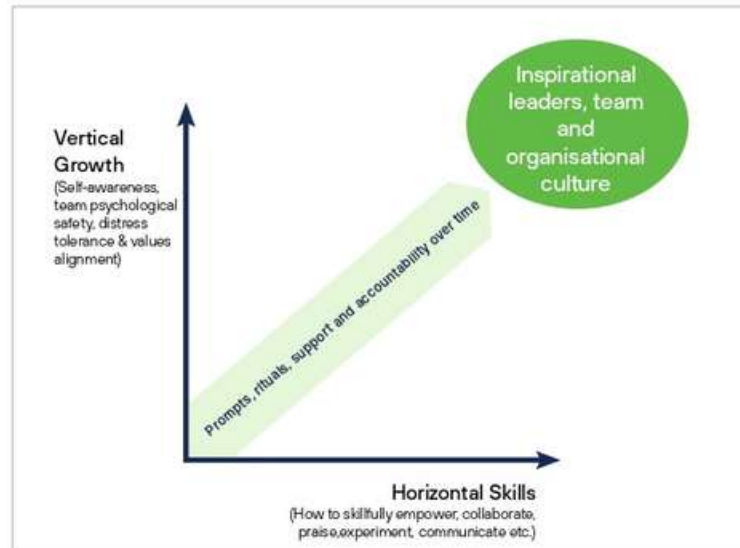 Inspirational
leaders, team
and
organisational
culture
Vertical
Growth
(Self-awareness,
team psychological
safety, distress
tolerance & values
alignment)
Prompts, rituals, support and accountability over time
Horizontal Skills
(How to skillfully empower, collaborate,
praise,experiment, communicate etc.)